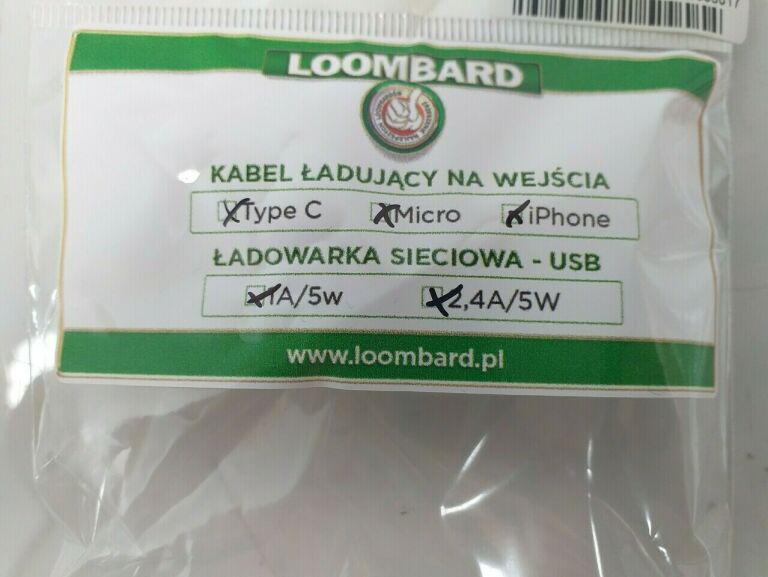 LOOMBARD
KABEL ŁADUJĄCY NA WEJŚCIA
Type C Micro iPhone
ŁADOWARKA SIECIOWA - USB
1A/5w 2,4A/5W
www.loombard.pl